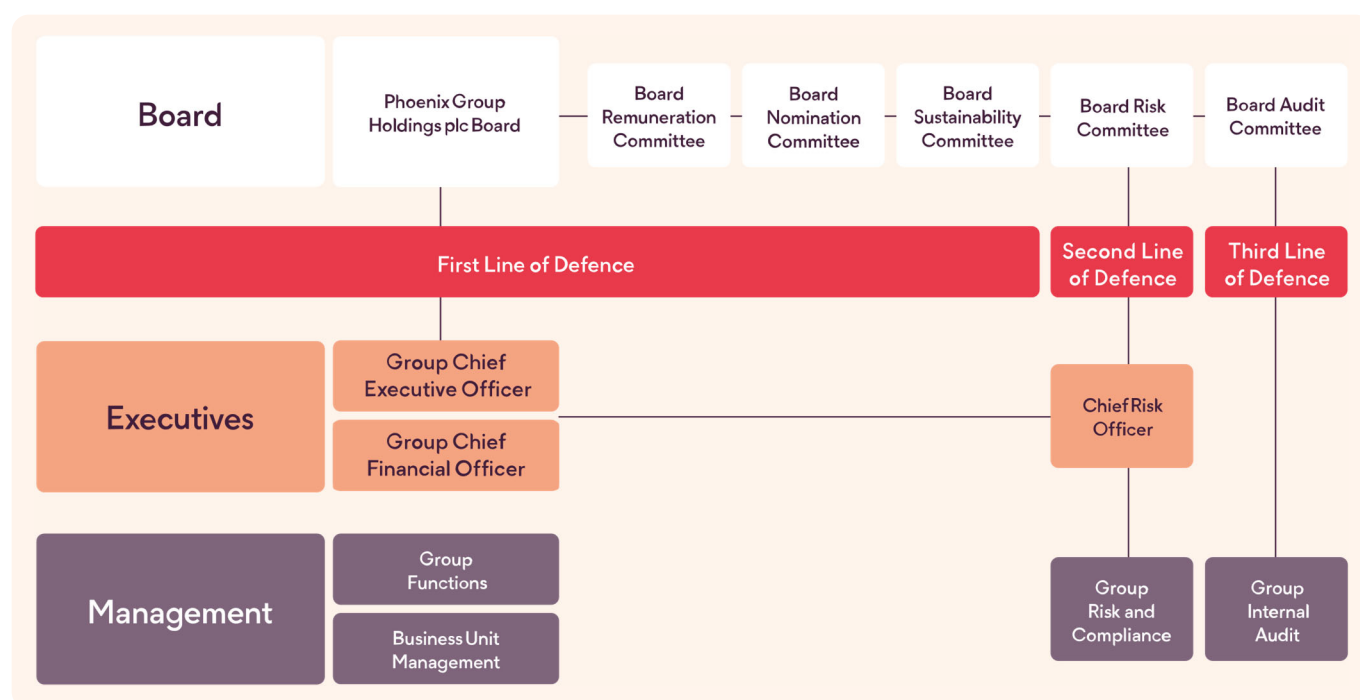 Board
Phoenix Group
Holdings plc Board
Board
Remuneration
Committee
Board
Nomination
Committee
Board
Sustainability
Committee
Board Risk
Committee
Board Audit
Committee
First Line of Defence
Second Line
of Defence
Third Line
of Defence
Executives
Group Chief
Executive Officer
Group Chief
Financial Officer
Chief Risk
Officer
Management
Group
Functions
Business Unit
Management
Group
Risk and
Compliance
Group
Internal
Audit